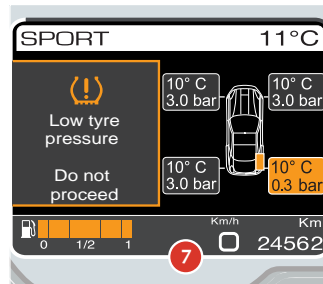 SPORT 11°C
Low tyre
pressure
Do not
proceed
10° C
3.0 bar
10° C
3.0 bar
10° C
3.0 bar
10° C
0.3 bar
0 1/2 1
Km/h
0
Km
24562
7